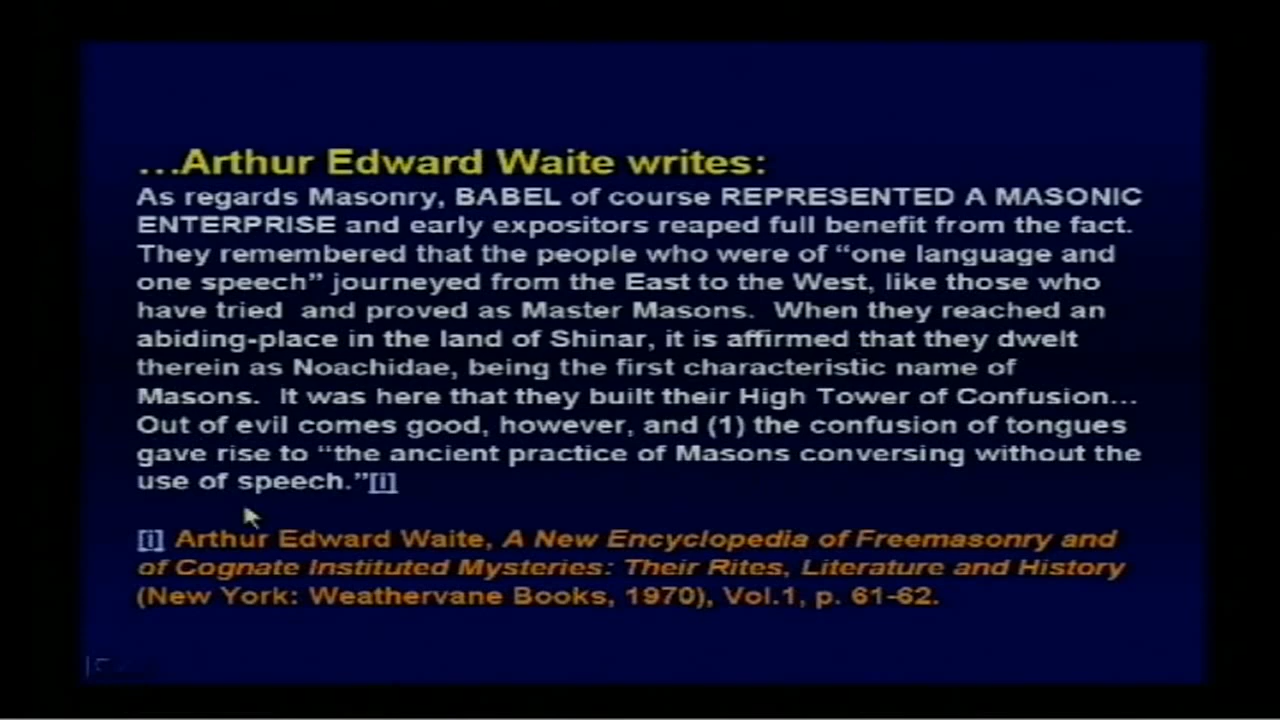 ...Arthur Edward Waite writes:
As regards Masonry, BABEL of course REPRESENTED A MASONIC
ENTERPRISE and early expositors reaped full benefit from the fact.
They remembered that the people who were of “one language and
one speech” journeyed from the East to the West, like those who
have tried  and proved as Master Masons.  When they reached an
abiding-place in the land of Shinar, it is affirmed that they dwelt
therein as Noachidae, being the first characteristic name of
Masons.  It was here that they built their High Tower of Confusion...
Out of evil comes good, however, and (1) the confusion of tongues
gave rise to “the ancient practice of Masons conversing without the
use of speech.”[i]
[i] Arthur Edward Waite, A New Encyclopedia of Freemasonry and
of Cognate Instituted Mysteries: Their Rites, Literature and History
(New York: Weathervane Books, 1970), Vol.1, p. 61-62.